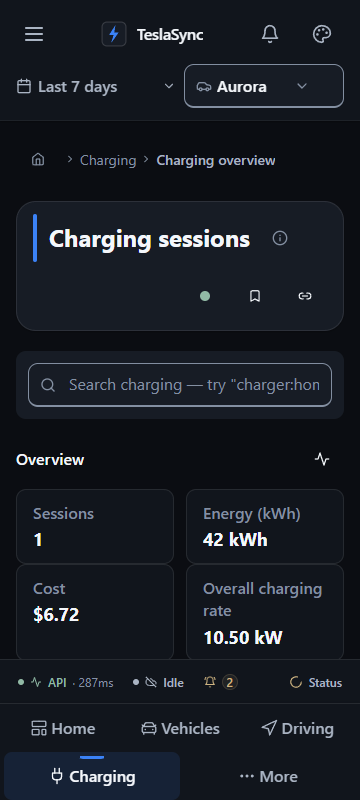 TeslaSync
Last 7 days
Aurora
Charging
Charging overview
Charging sessions
Search charging — try "charger:hon
Overview
Sessions
1
Energy (kWh)
42 kWh
Cost
$6.72
Overall charging
rate
10.50 kW
API · 287ms
Idle
2
Status
Home
Vehicles
Driving
Charging
More